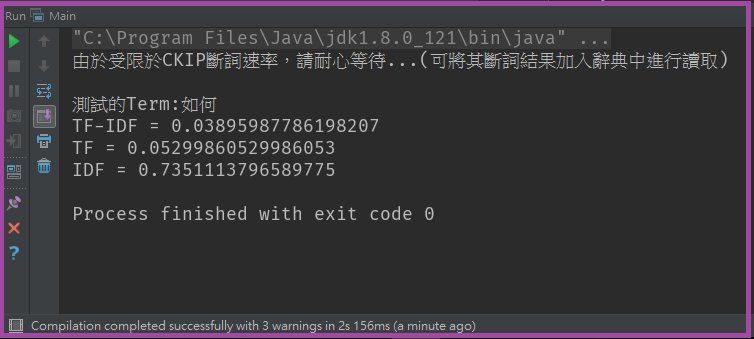 Run Main
"C:\Program Files\Java\jdk1.8.0_121\bin\java" ...
由於受限於CKIP斷詞速率，請耐心等待...(可將其斷詞結果加入辭典中進行讀取)
測試的Term:如何
TF-IDF = 0.03895987786198207
TF = 0.05299860529986053
IDF = 0.7351113796589775
Process finished with exit code 0
?
Compilation completed successfully with 3 warnings in 2s 156ms (a minute ago)